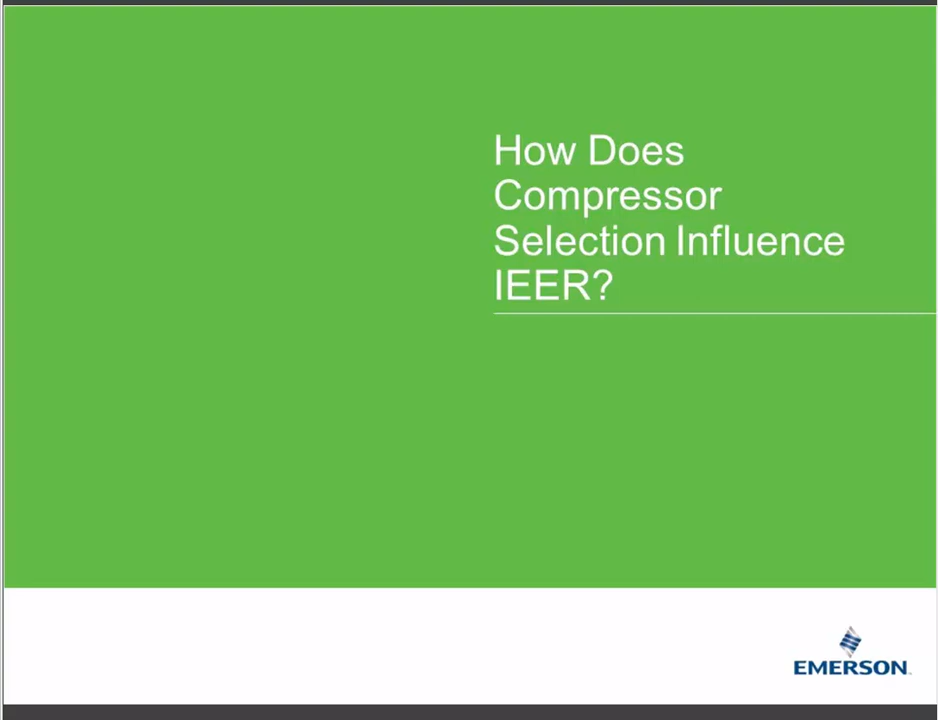 How Does
Compressor
Selection Influence
IEER?
EMERSON